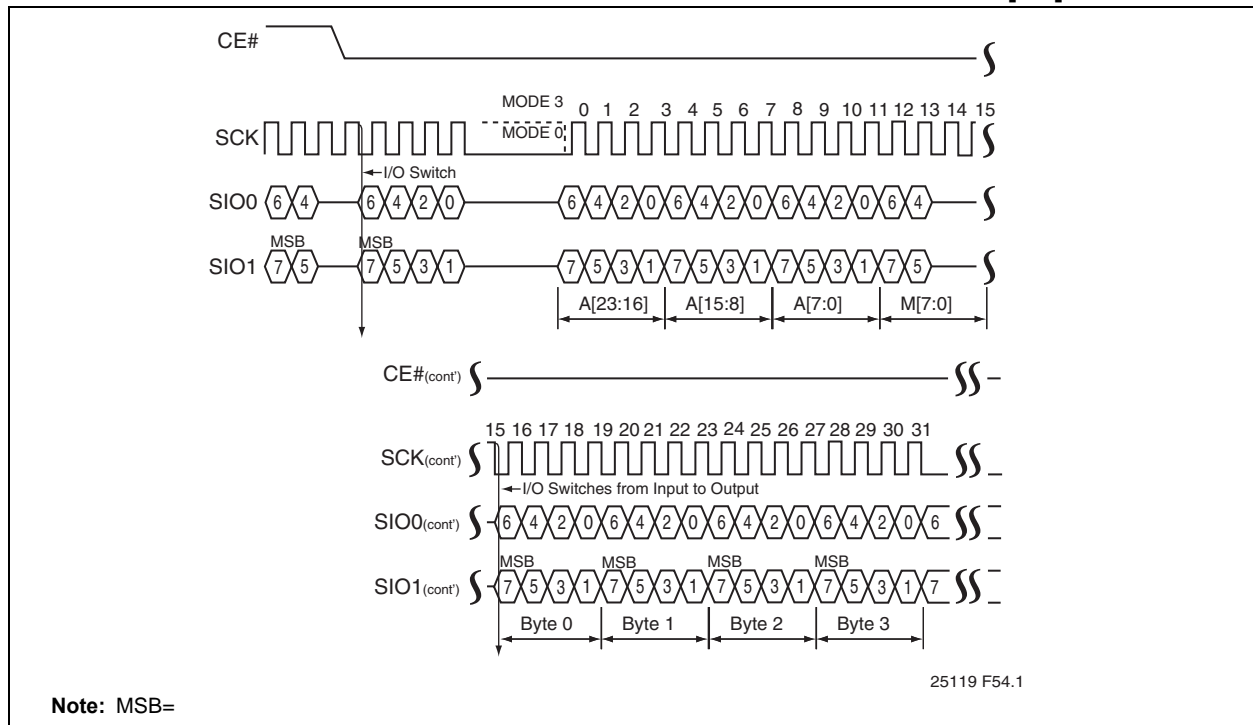 CE#
MODE 3
0 1 2 3 4 5 6 7 8 9 10 11 12 13 14 15
SCK
MODE 0
I/O Switch
SIO0
6 4 6 4 2 0 6 4 2 0 6 4 2 0 6 4 2 0 6 4
MSB MSB
SIO1
7 5 7 5 3 1 7 5 3 1 7 5 3 1 7 5 3 1 7 5
A[23:16] A[15:8] A[7:0] M[7:0]
CE#(cont')
15 16 17 18 19 20 21 22 23 24 25 26 27 28 29 30 31
SCK(cont')
I/O Switches from Input to Output
SIO0(cont')
6 4 2 0 6 4 2 0 6 4 2 0 6 4 2 0 6
MSB MSB MSB MSB
SIO1(cont')
7 5 3 1 7 5 3 1 7 5 3 1 7 5 3 1 7
Byte 0 Byte 1 Byte 2 Byte 3
25119 F54.1
Note: MSB=